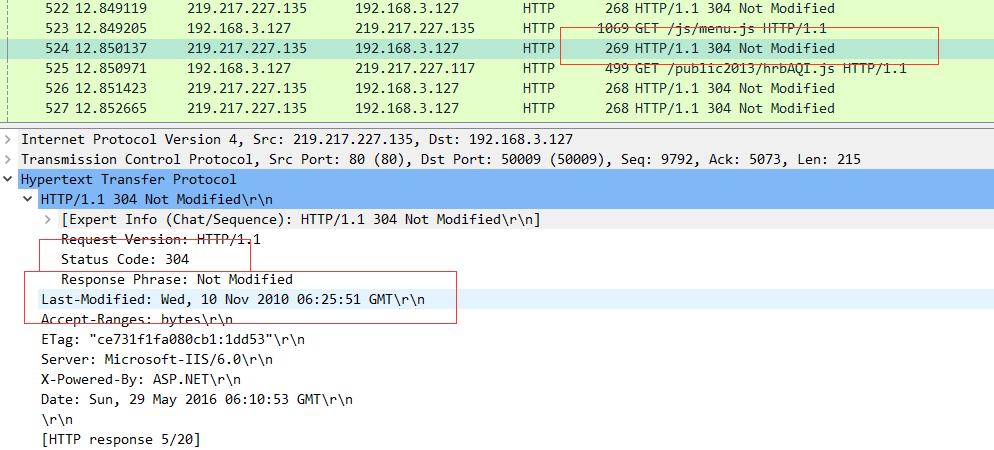 522 12.849119 219.217.227.135 192.168.3.127 HTTP 268 HTTP/1.1 304 Not Modified
523 12.849205 192.168.3.127 219.217.227.135 HTTP 1069 GET /js/menu.js HTTP/1.1
524 12.850137 219.217.227.135 192.168.3.127 HTTP 269 HTTP/1.1 304 Not Modified
525 12.850971 192.168.3.127 219.217.227.117 HTTP 499 GET /public2013/hrbAQI.js HTTP/1.1
526 12.851423 219.217.227.135 192.168.3.127 HTTP 268 HTTP/1.1 304 Not Modified
527 12.852665 219.217.227.135 192.168.3.127 HTTP 268 HTTP/1.1 304 Not Modified
Internet Protocol Version 4, Src: 219.217.227.135, Dst: 192.168.3.127
Transmission Control Protocol, Src Port: 80 (80), Dst Port: 50009 (50009), Seq: 9792, Ack: 5073, Len: 215
Hypertext Transfer Protocol
HTTP/1.1 304 Not Modified\r\n
[Expert Info (Chat/Sequence): HTTP/1.1 304 Not Modified\r\n]
Request Version: HTTP/1.1
Status Code: 304
Response Phrase: Not Modified
Last-Modified: Wed, 10 Nov 2010 06:25:51 GMT\r\n
Accept-Ranges: bytes\r\n
ETag: "ce731f1fa080cb1:1dd53"\r\n
Server: Microsoft-IIS/6.0\r\n
X-Powered-By: ASP.NET\r\n
Date: Sun, 29 May 2016 06:10:53 GMT\r\n
\r\n
[HTTP response 5/20]